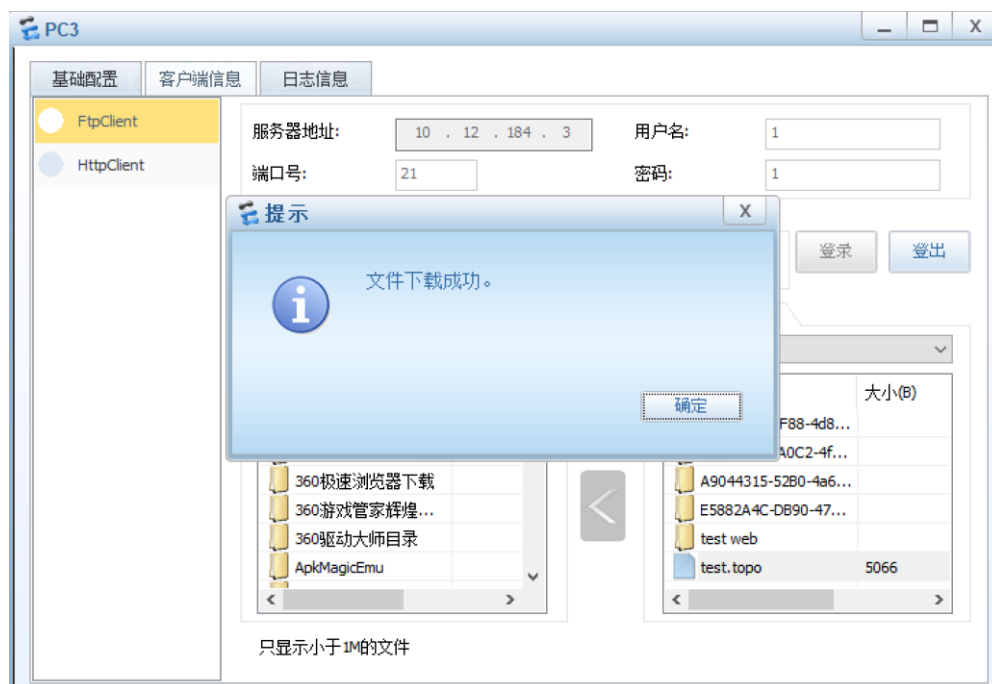 PC3
基础配置 客户端信息 日志信息
FtpClient
HttpClient
服务器地址: 10 . 12 . 184 . 3 用户名: 1
端口号: 21 密码: 1
提示
文件下载成功。
确定
登录 登出
大小(B)
F88-4d8...
A0C2-4f...
360极速浏览器下载 A9044315-52B0-4a6...
360游戏管家辉煌... E5882A4C-DB90-47...
360驱动大师目录 test web
ApkMagicEmu test.topo 5066
只显示小于1M的文件